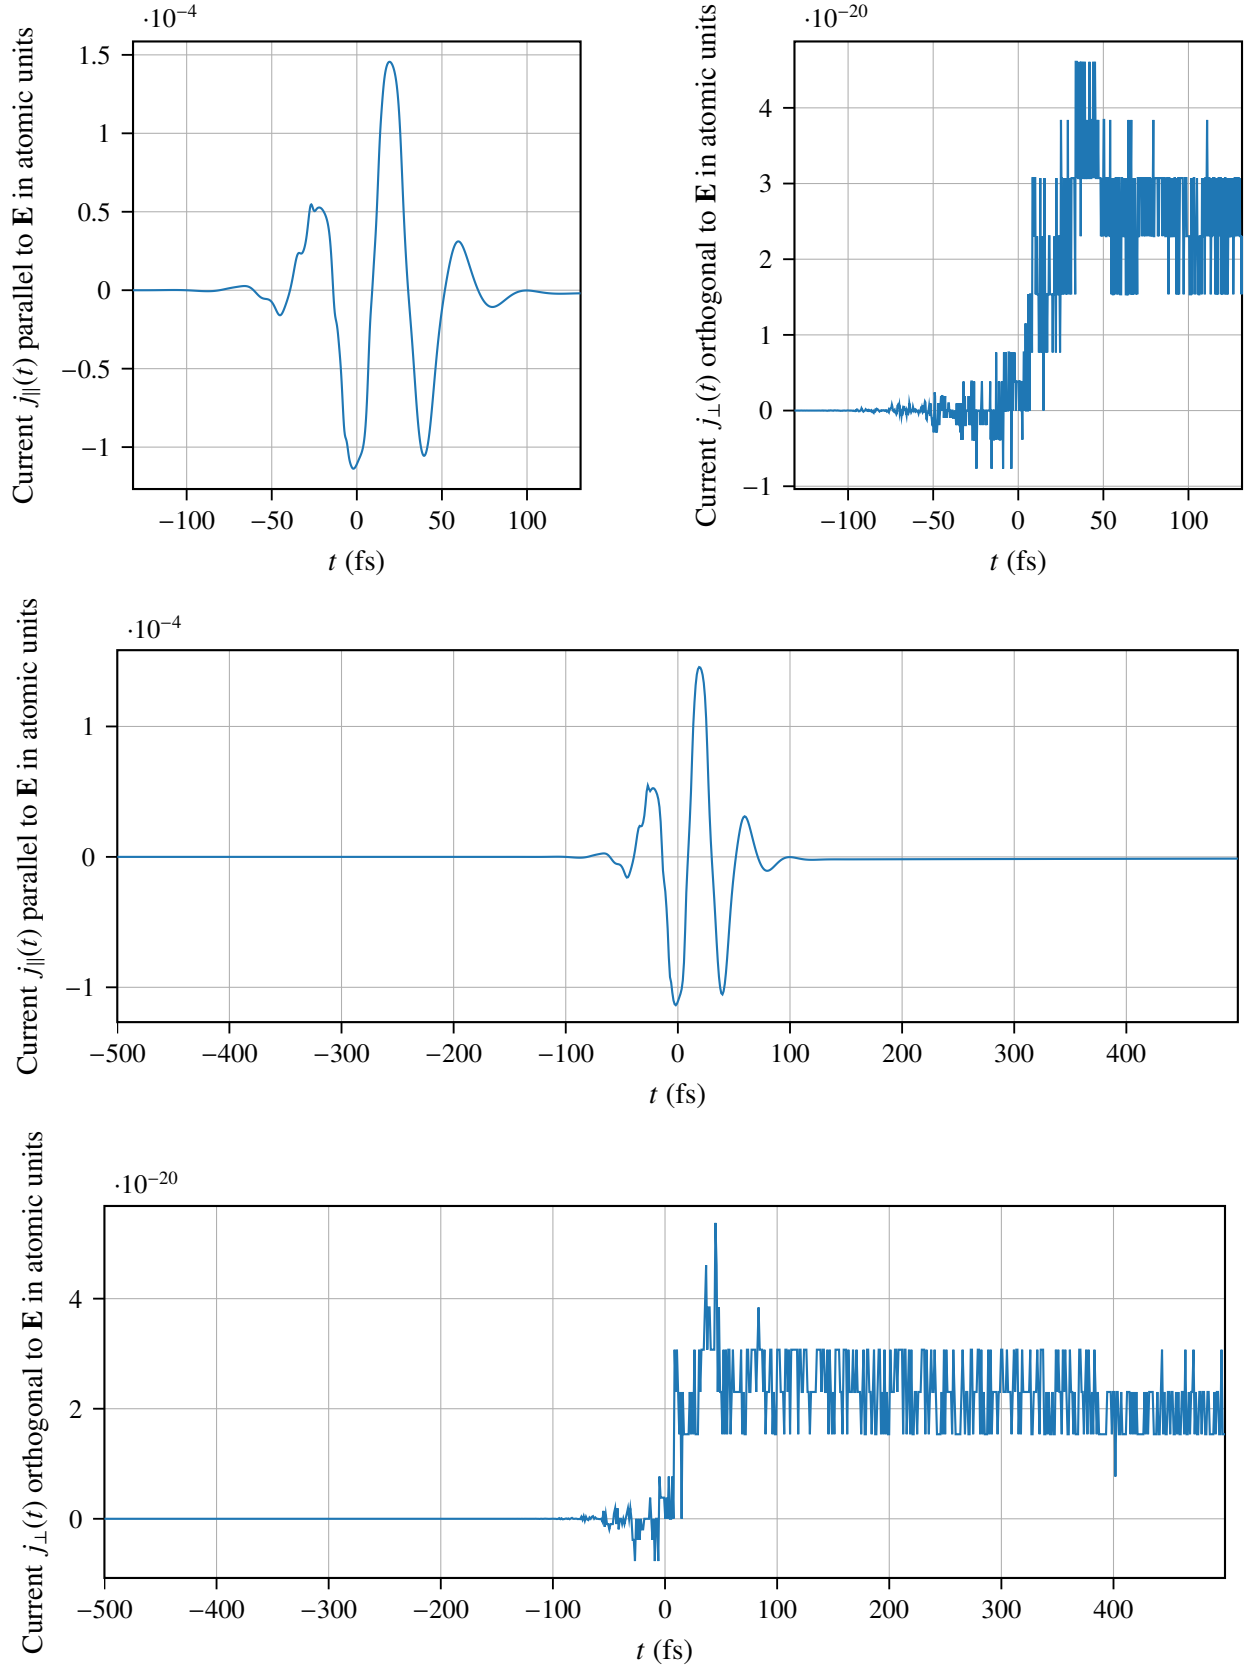 ·10⁻⁴
Current j∥(t) parallel to E in atomic units
1.5
1
0.5
0
−0.5
−1
−100 −50 0 50 100
t (fs)
·10⁻²⁰
Current j⊥(t) orthogonal to E in atomic units
4
3
2
1
0
−1
−100 −50 0 50 100
t (fs)
·10⁻⁴
Current j∥(t) parallel to E in atomic units
1
0
−1
−500 −400 −300 −200 −100 0 100 200 300 400
t (fs)
·10⁻²⁰
Current j⊥(t) orthogonal to E in atomic units
4
2
0
−500 −400 −300 −200 −100 0 100 200 300 400
t (fs)